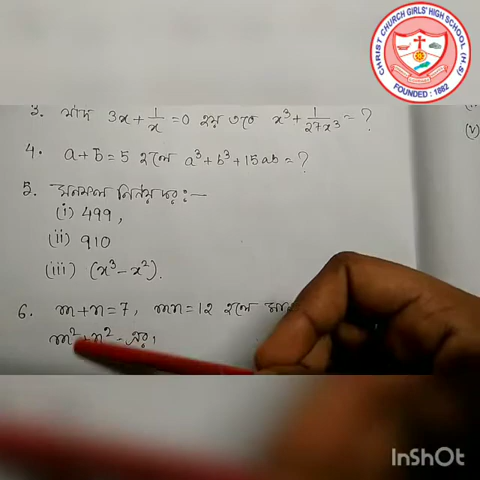 CHRIST CHURCH GIRLS' HIGH SCHOOL (H.S)
FOUNDED : 1882
3. যদি 3x + 1/x = 0 হয় তবে x³ + 1/27x³ = ?
(v)
4. a + b = 5 হলে a³ + b³ + 15ab = ?
5. ঘনফল নির্ণয় কর :—
(i) 499,
(ii) 910
(iii) (x³ – x²).
6. m + n = 7, mn = 12 হলে
m² + n² – এর।
InShOt